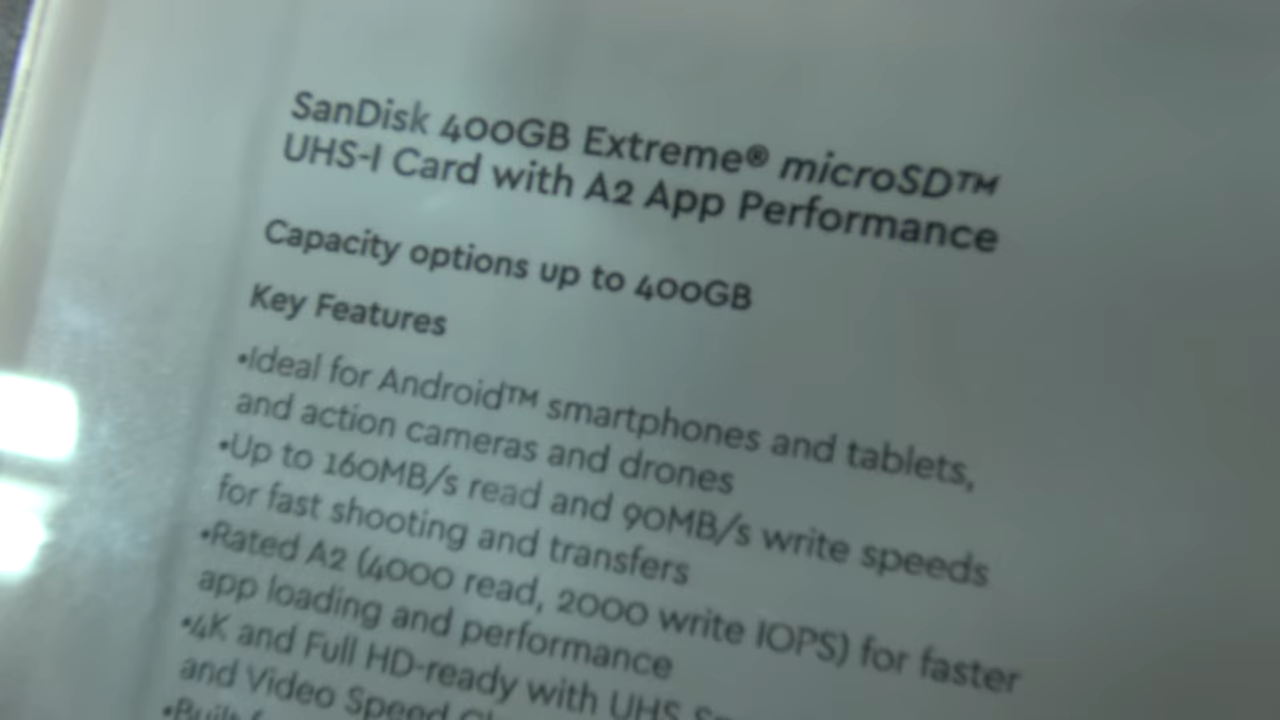 SanDisk 400GB Extreme® microSD™
UHS-I Card with A2 App Performance
Capacity options up to 400GB
Key Features
•Ideal for Android™ smartphones and tablets,
and action cameras and drones
•Up to 160MB/s read and 90MB/s write speeds
for fast shooting and transfers
•Rated A2 (4000 read, 2000 write IOPS) for faster
app loading and performance
•4K and Full HD-ready with UHS
and Video Speed
•Built